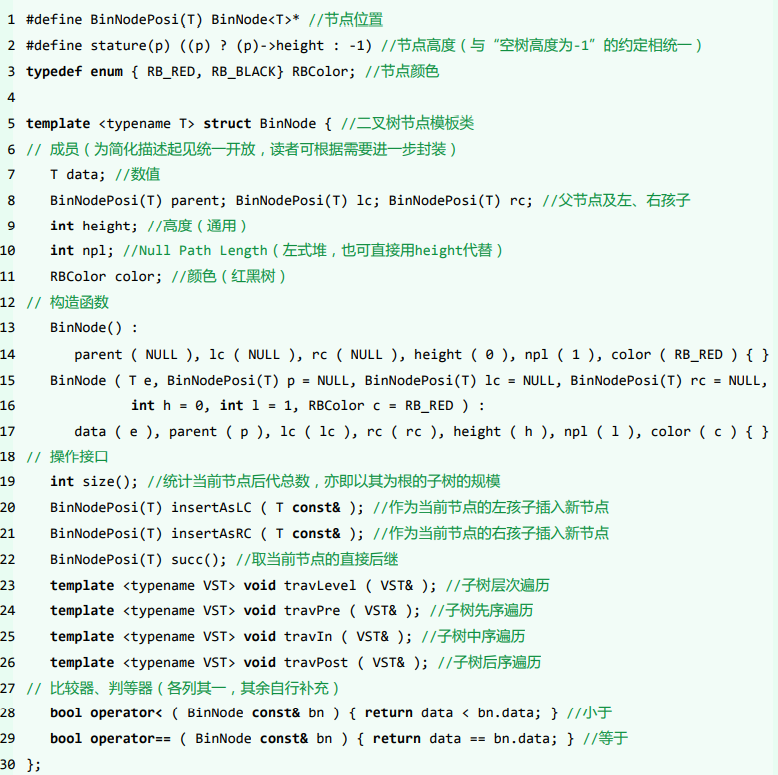 1 #define BinNodePosi(T) BinNode<T>* //节点位置
2 #define stature(p) ((p) ? (p)->height : -1) //节点高度（与“空树高度为-1”的约定相统一）
3 typedef enum { RB_RED, RB_BLACK} RBColor; //节点颜色
4
5 template <typename T> struct BinNode { //二叉树节点模板类
6 // 成员（为简化描述起见统一开放，读者可根据需要进一步封装）
7    T data; //数值
8    BinNodePosi(T) parent; BinNodePosi(T) lc; BinNodePosi(T) rc; //父节点及左、右孩子
9    int height; //高度（通用）
10    int npl; //Null Path Length（左式堆，也可直接用height代替）
11    RBColor color; //颜色（红黑树）
12 // 构造函数
13    BinNode() :
14       parent ( NULL ), lc ( NULL ), rc ( NULL ), height ( 0 ), npl ( 1 ), color ( RB_RED ) { }
15    BinNode ( T e, BinNodePosi(T) p = NULL, BinNodePosi(T) lc = NULL, BinNodePosi(T) rc = NULL,
16              int h = 0, int l = 1, RBColor c = RB_RED ) :
17       data ( e ), parent ( p ), lc ( lc ), rc ( rc ), height ( h ), npl ( l ), color ( c ) { }
18 // 操作接口
19    int size(); //统计当前节点后代总数，亦即以其为根的子树的规模
20    BinNodePosi(T) insertAsLC ( T const& ); //作为当前节点的左孩子插入新节点
21    BinNodePosi(T) insertAsRC ( T const& ); //作为当前节点的右孩子插入新节点
22    BinNodePosi(T) succ(); //取当前节点的直接后继
23    template <typename VST> void travLevel ( VST& ); //子树层次遍历
24    template <typename VST> void travPre ( VST& ); //子树先序遍历
25    template <typename VST> void travIn ( VST& ); //子树中序遍历
26    template <typename VST> void travPost ( VST& ); //子树后序遍历
27 // 比较器、判等器（各列其一，其余自行补充）
28    bool operator< ( BinNode const& bn ) { return data < bn.data; } //小于
29    bool operator== ( BinNode const& bn ) { return data == bn.data; } //等于
30 };